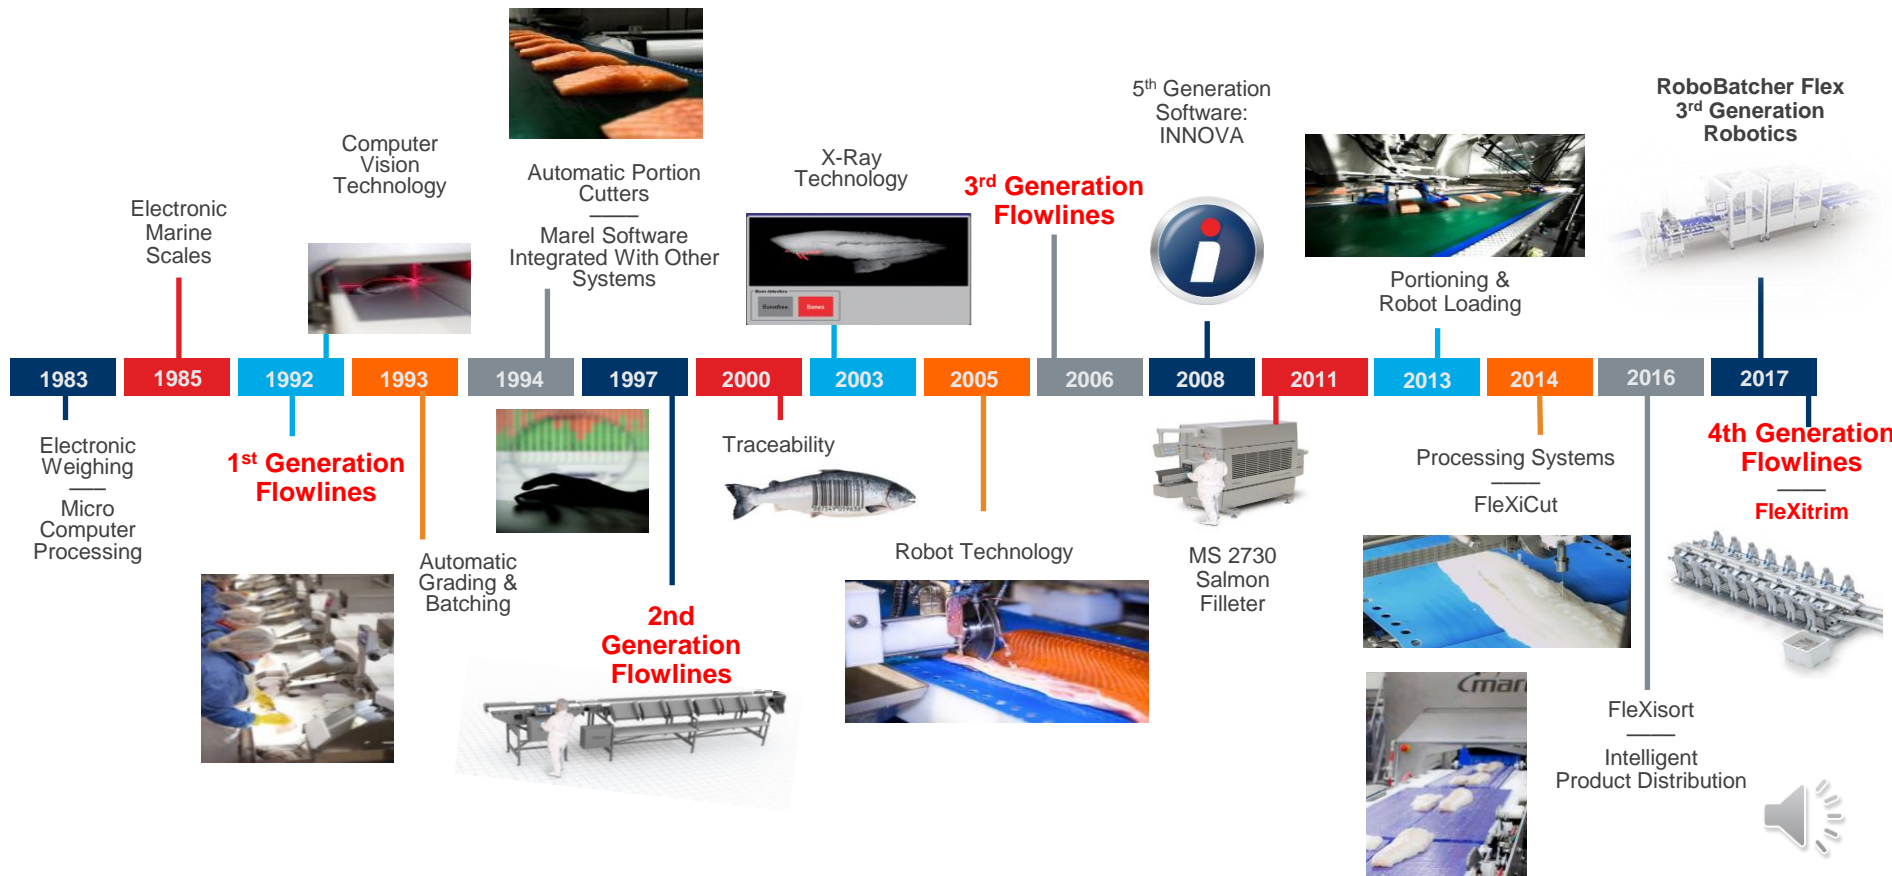 5th Generation
Software:
INNOVA
RoboBatcher Flex
3rd Generation
Robotics
Computer
Vision
Technology
Automatic Portion
Cutters
Marel Software
Integrated With Other
Systems
X-Ray
Technology
3rd Generation
Flowlines
Electronic
Marine
Scales
i
Portioning &
Robot Loading
Bonefree
Bones
1983
1985
1992
1993
1994
1997
2000
2003
2005
2006
2008
2011
2013
2014
2016
2017
Electronic
Weighing
Micro
Computer
Processing
1st Generation
Flowlines
Automatic
Grading &
Batching
2nd
Generation
Flowlines
Traceability
Robot Technology
MS 2730
Salmon
Filleter
Processing Systems
FleXiCut
FleXisort
Intelligent
Product Distribution
4th Generation
Flowlines
FleXitrim